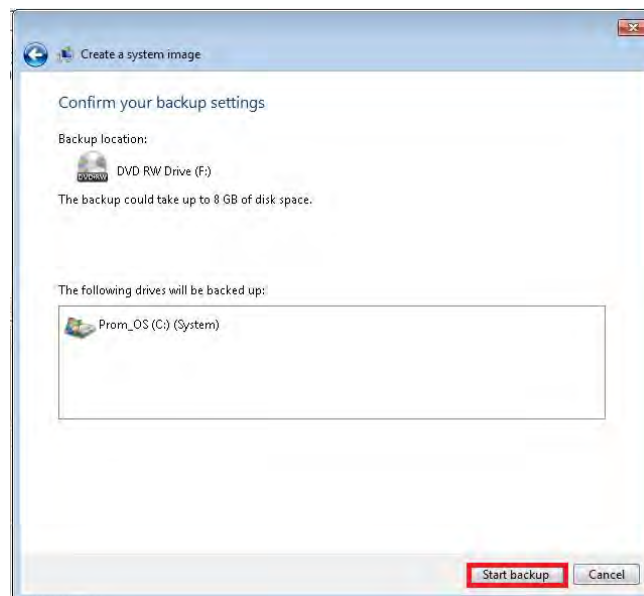 Create a system image
Confirm your backup settings
Backup location:
DVD RW Drive (F:)
The backup could take up to 8 GB of disk space.
The following drives will be backed up:
Prom_OS (C:) (System)
Start backup
Cancel